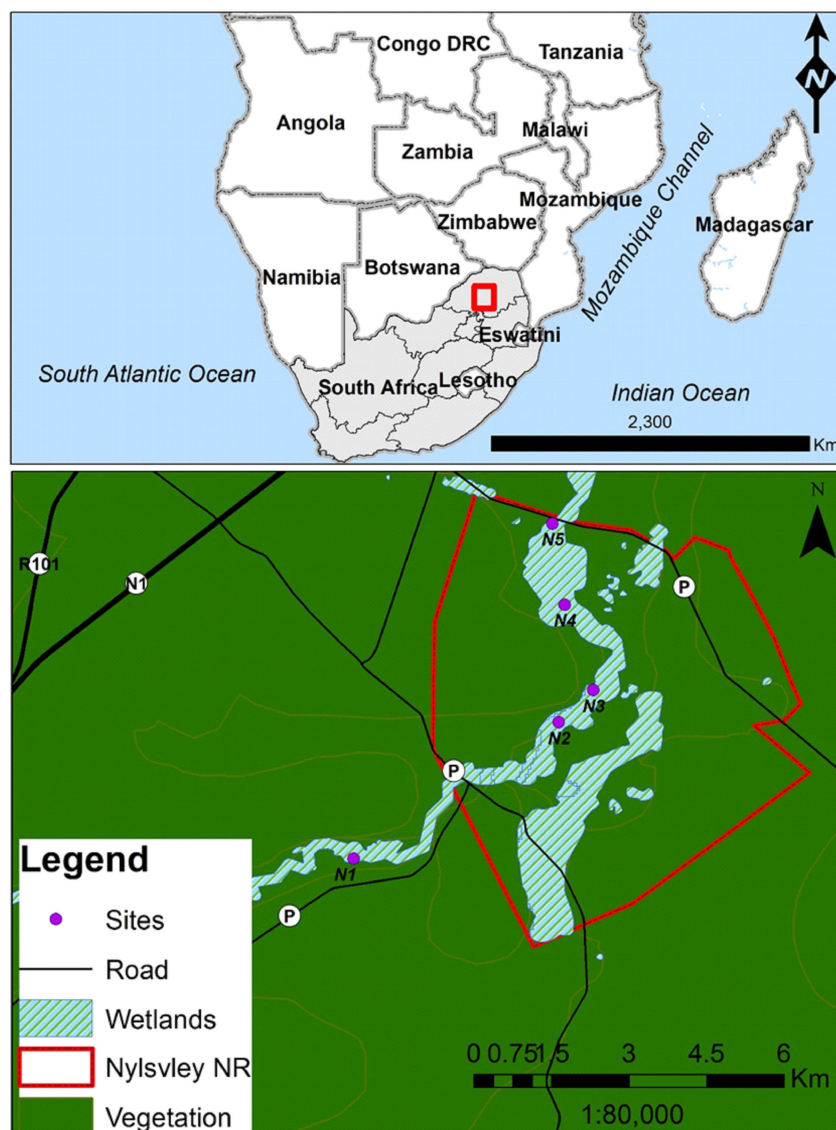 Congo DRC
Tanzania
N
Angola
Malawi
Zambia
Mozambique Channel
Mozambique
Zimbabwe
Madagascar
Namibia
Botswana
Eswatini
South Atlantic Ocean
South Africa
Lesotho
Indian Ocean
2,300
Km
N
N5
R101
N1
P
N4
N3
N2
P
Legend
N1
Sites
P
Road
Wetlands
0 0.75 1.5 3 4.5 6
Km
Nylsvley NR
1:80,000
Vegetation